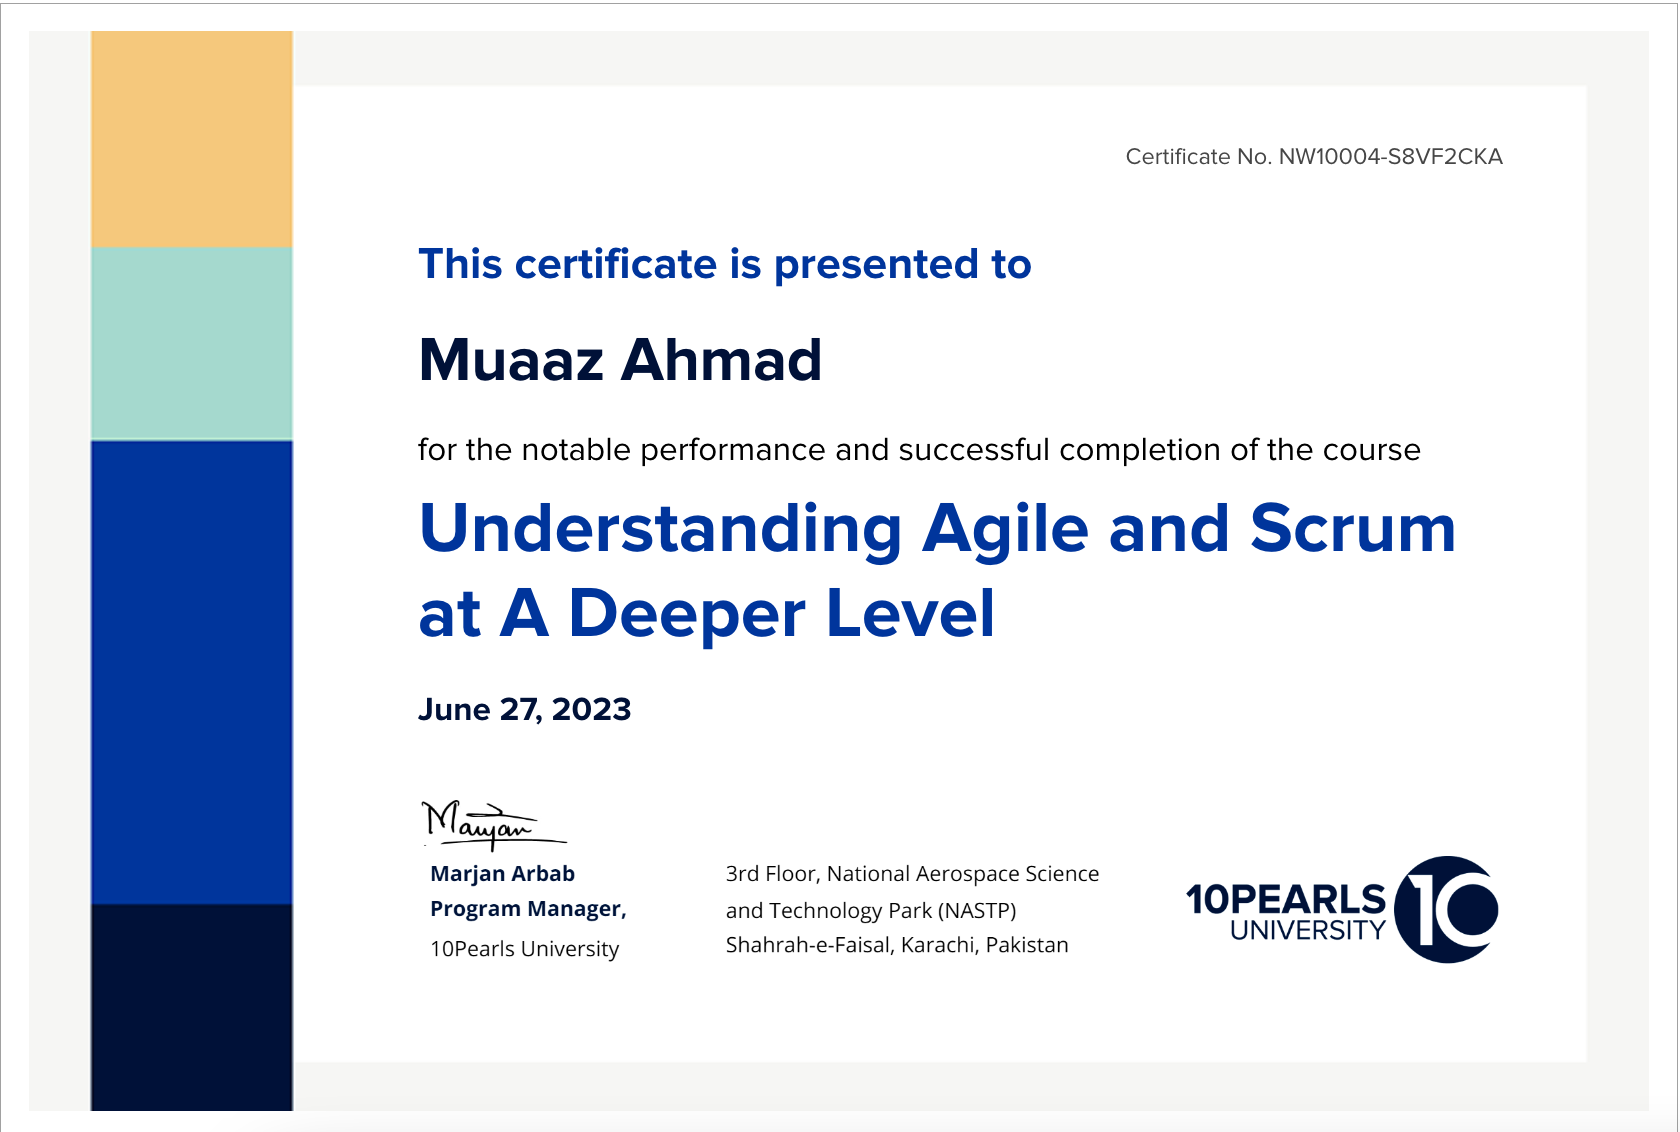 Certificate No. NW10004-S8VF2CKA
This certificate is presented to
Muaaz Ahmad
for the notable performance and successful completion of the course
Understanding Agile and Scrum
at A Deeper Level
June 27, 2023
Marjan
Marjan Arbab
Program Manager,
10Pearls University
3rd Floor, National Aerospace Science
and Technology Park (NASTP)
Shahrah-e-Faisal, Karachi, Pakistan
10PEARLS
UNIVERSITY
10